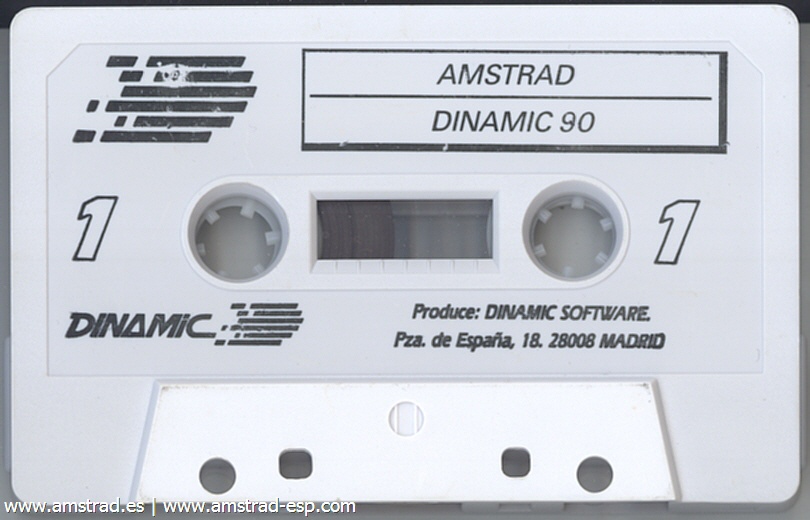 AMSTRAD
DINAMIC 90
1
1
DINAMIC
Produce: DINAMIC SOFTWARE.
Pza. de España, 18. 28008 MADRID
www.amstrad.es | www.amstrad-esp.com